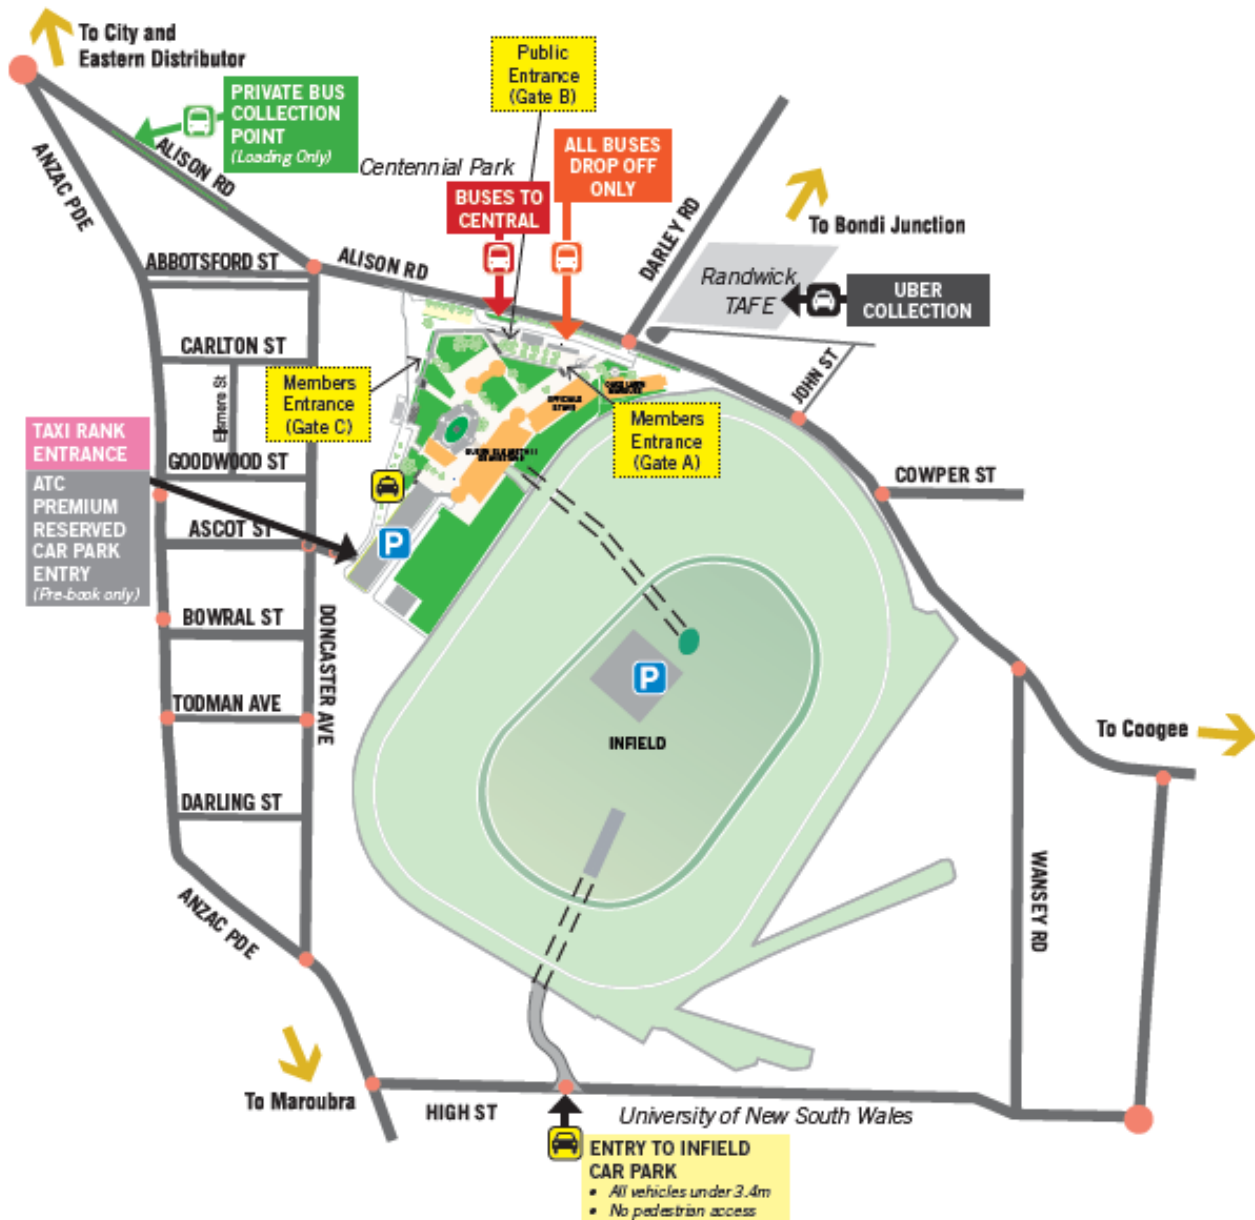 To City and
Eastern Distributor
Public
Entrance
(Gate B)
PRIVATE BUS
COLLECTION
POINT
(Loading Only)
ALL BUSES
DROP OFF
ONLY
ANZAC PDE
ALISON RD
Centennial Park
BUSES TO
CENTRAL
DARLEY RD
To Bondi Junction
ABBOTSFORD ST
ALISON RD
Randwick
TAFE
UBER
COLLECTION
CARLTON ST
JOHN ST
Members
Entrance
(Gate C)
Elsmere St
Members
Entrance
(Gate A)
TAXI RANK
ENTRANCE
GOODWOOD ST
COWPER ST
ATC
PREMIUM
RESERVED
CAR PARK
ENTRY
(Pre-book only)
ASCOT ST
P
BOWRAL ST
DONCASTER AVE
P
TODMAN AVE
INFIELD
To Coogee
DARLING ST
WANSEY RD
ANZAC PDE
To Maroubra
HIGH ST
University of New South Wales
ENTRY TO INFIELD
CAR PARK
• All vehicles under 3.4m
• No pedestrian access